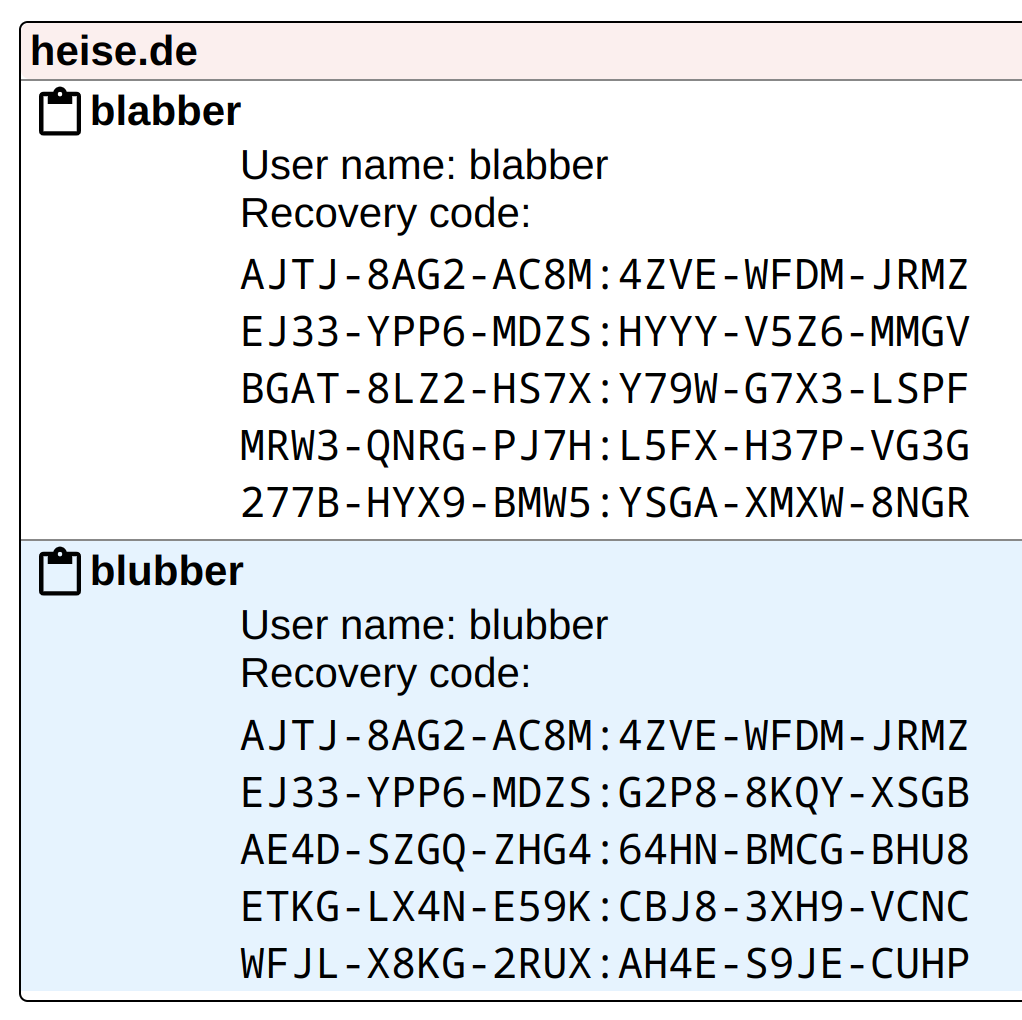 heise.de
blabber
User name: blabber
Recovery code:
AJTJ-8AG2-AC8M:4ZVE-WFDM-JRMZ
EJ33-YPP6-MDZS:HYYY-V5Z6-MMGV
BGAT-8LZ2-HS7X:Y79W-G7X3-LSPF
MRW3-QNRG-PJ7H:L5FX-H37P-VG3G
277B-HYX9-BMW5:YSGA-XMXW-8NGR
blubber
User name: blubber
Recovery code:
AJTJ-8AG2-AC8M:4ZVE-WFDM-JRMZ
EJ33-YPP6-MDZS:G2P8-8KQY-XSGB
AE4D-SZGQ-ZHG4:64HN-BMCG-BHU8
ETKG-LX4N-E59K:CBJ8-3XH9-VCNC
WFJL-X8KG-2RUX:AH4E-S9JE-CUHP